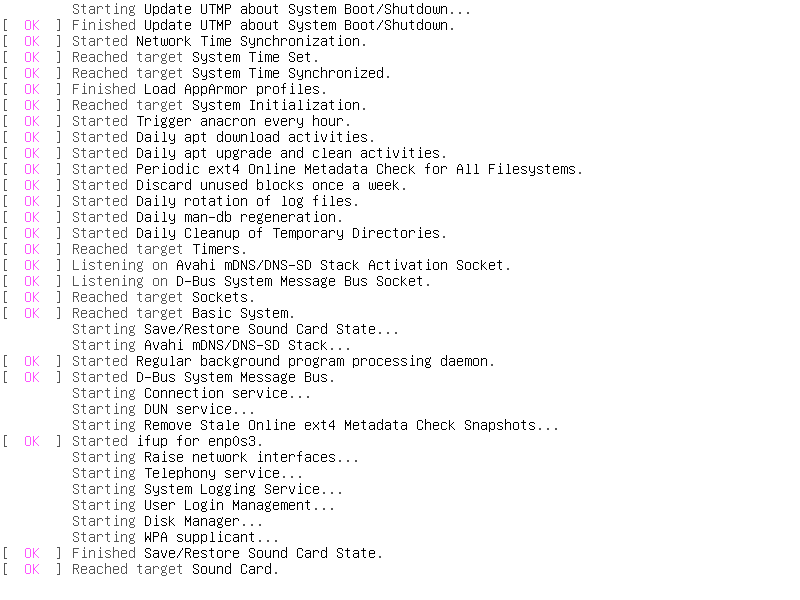 Starting Update UTMP about System Boot/Shutdown...
[  OK  ] Finished Update UTMP about System Boot/Shutdown.
[  OK  ] Started Network Time Synchronization.
[  OK  ] Reached target System Time Set.
[  OK  ] Reached target System Time Synchronized.
[  OK  ] Finished Load AppArmor profiles.
[  OK  ] Reached target System Initialization.
[  OK  ] Started Trigger anacron every hour.
[  OK  ] Started Daily apt download activities.
[  OK  ] Started Daily apt upgrade and clean activities.
[  OK  ] Started Periodic ext4 Online Metadata Check for All Filesystems.
[  OK  ] Started Discard unused blocks once a week.
[  OK  ] Started Daily rotation of log files.
[  OK  ] Started Daily man-db regeneration.
[  OK  ] Started Daily Cleanup of Temporary Directories.
[  OK  ] Reached target Timers.
[  OK  ] Listening on Avahi mDNS/DNS-SD Stack Activation Socket.
[  OK  ] Listening on D-Bus System Message Bus Socket.
[  OK  ] Reached target Sockets.
[  OK  ] Reached target Basic System.
Starting Save/Restore Sound Card State...
Starting Avahi mDNS/DNS-SD Stack...
[  OK  ] Started Regular background program processing daemon.
[  OK  ] Started D-Bus System Message Bus.
Starting Connection service...
Starting DUN service...
Starting Remove Stale Online ext4 Metadata Check Snapshots...
[  OK  ] Started ifup for enp0s3.
Starting Raise network interfaces...
Starting Telephony service...
Starting System Logging Service...
Starting User Login Management...
Starting Disk Manager...
Starting WPA supplicant...
[  OK  ] Finished Save/Restore Sound Card State.
[  OK  ] Reached target Sound Card.